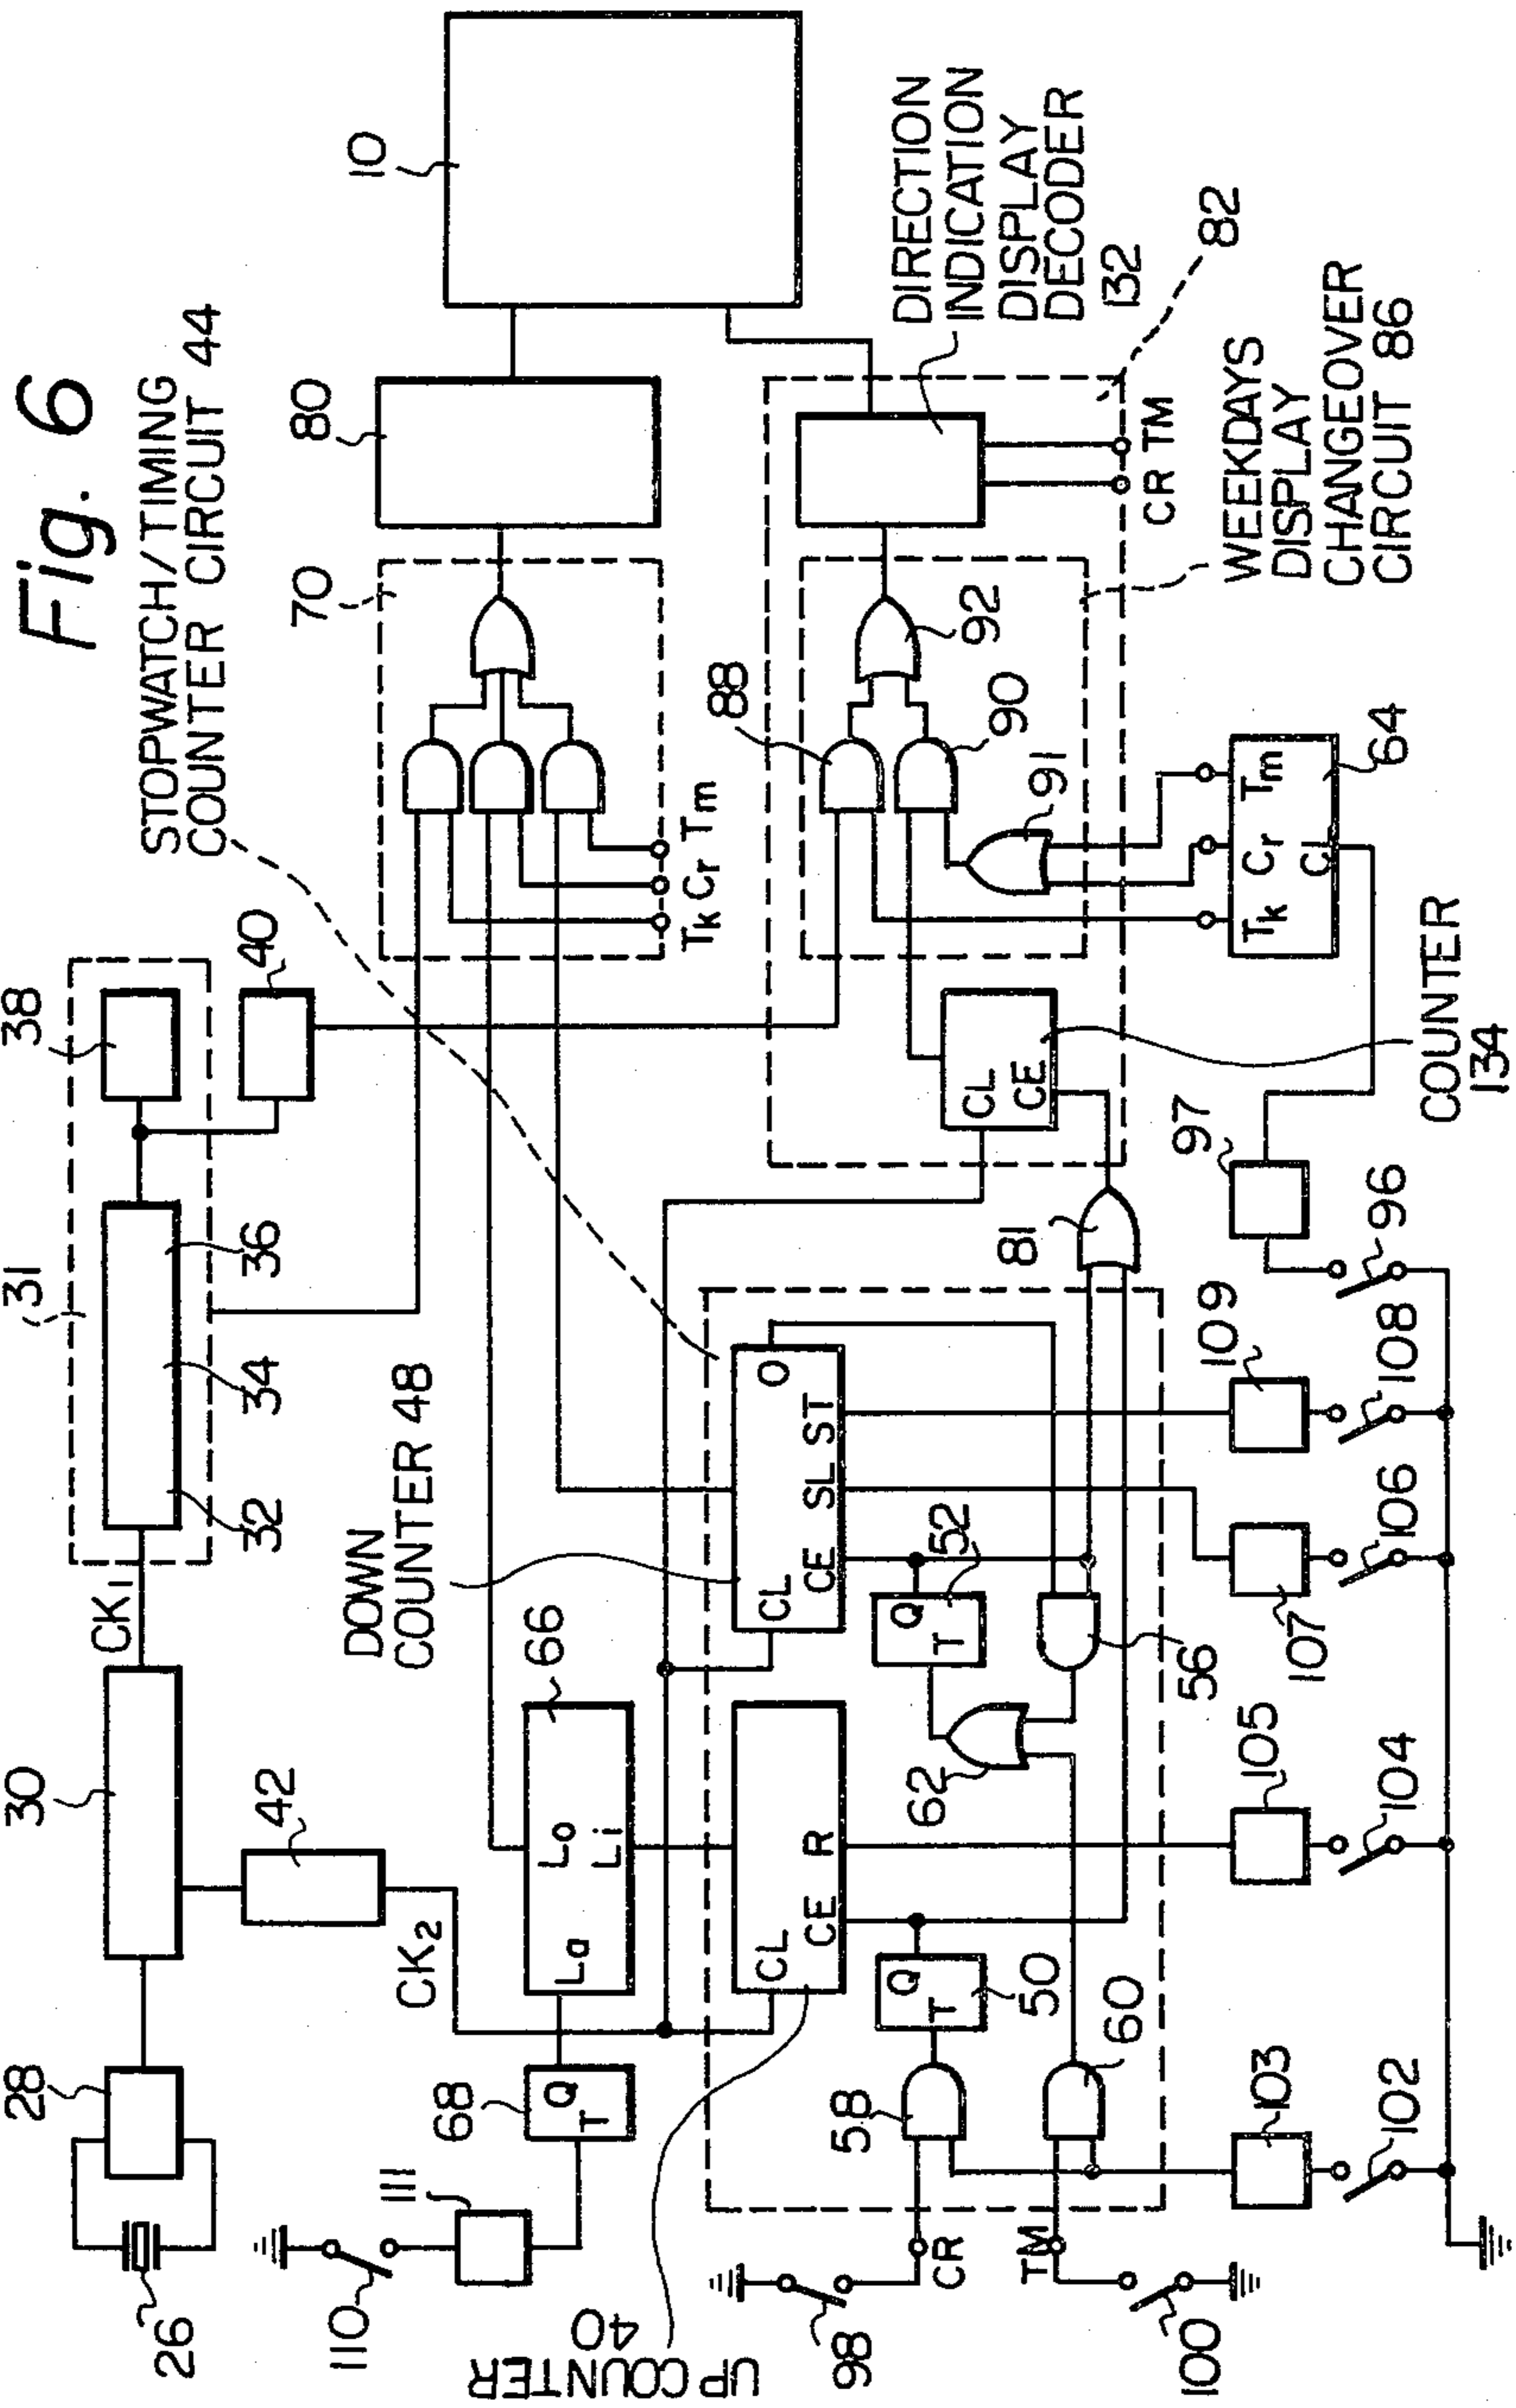 Fig. 6
STOPWATCH/TIMING
COUNTER CIRCUIT 44
26
28
30
42
CK1
CK2
31
32
34
36
38
40
10
80
70
Tk Cr Tm
DOWN
COUNTER 48
66
La
Lo
Li
68
Q
T
111
110
UP COUNTER
40
CL
CE
R
CL
CE
SL
ST
O
Q
T
50
Q
T
52
56
58
60
62
81
98
CR
TM
100
102
103
104
105
106
107
108
109
96
97
CL
CE
COUNTER
134
88
90
91
92
Tk
Cr
Tm
CL
64
CR TM
DIRECTION
INDICATION
DISPLAY
DECODER
132
82
WEEKDAYS
DISPLAY
CHANGEOVER
CIRCUIT 86